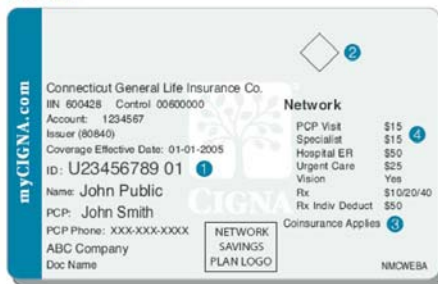 myCIGNA.com
2
Connecticut General Life Insurance Co.
IIN 600428 Control 00600000
Account: 1234567
Issuer (80840)
Coverage Effective Date: 01-01-2005
ID: U23456789 01 1
Name: John Public
PCP: John Smith
PCP Phone: XXX-XXX-XXXX
ABC Company
Doc Name
CIGNA
NETWORK
SAVINGS
PLAN LOGO
Network
PCP Visit $15
Specialist $15 4
Hospital ER $50
Urgent Care $25
Vision Yes
Rx $10/20/40
Rx Indiv Deduct $50
Coinsurance Applies 3
NMCWEBA